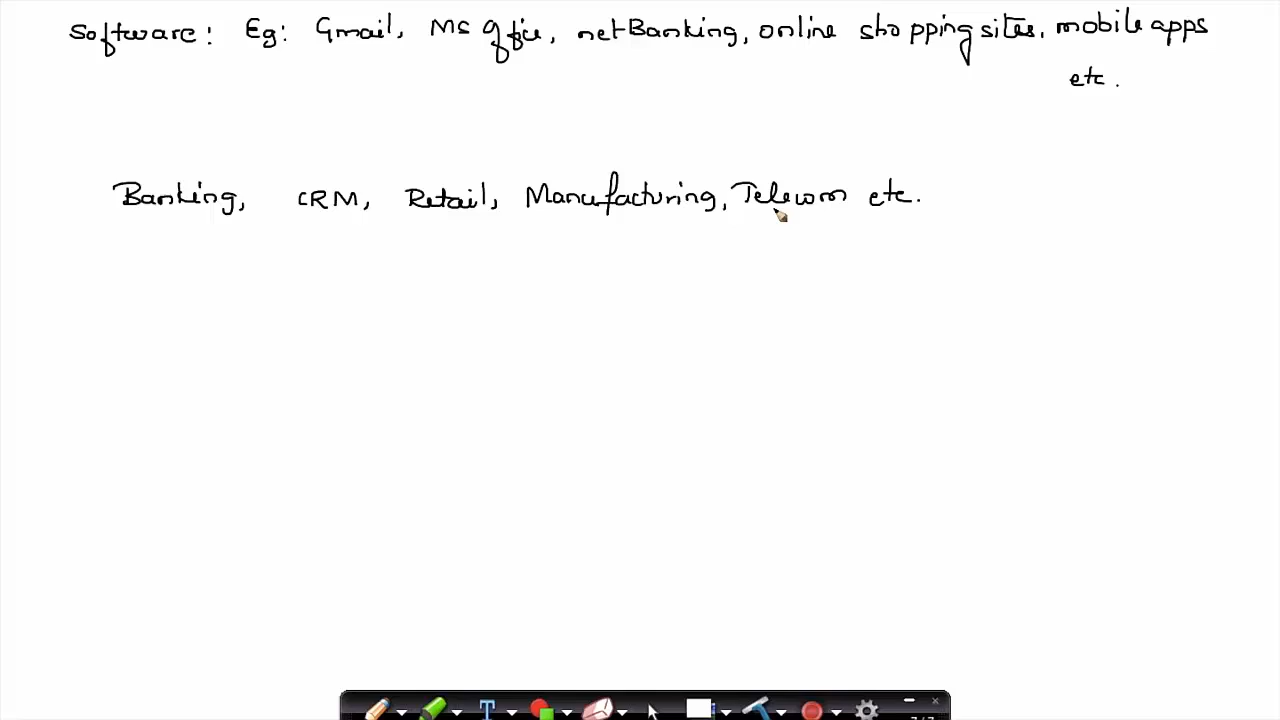 Software: Eg: Gmail, MS Office, netBanking, online shopping sites, mobile apps
etc.
Banking, CRM, Retail, Manufacturing, Telecom etc.